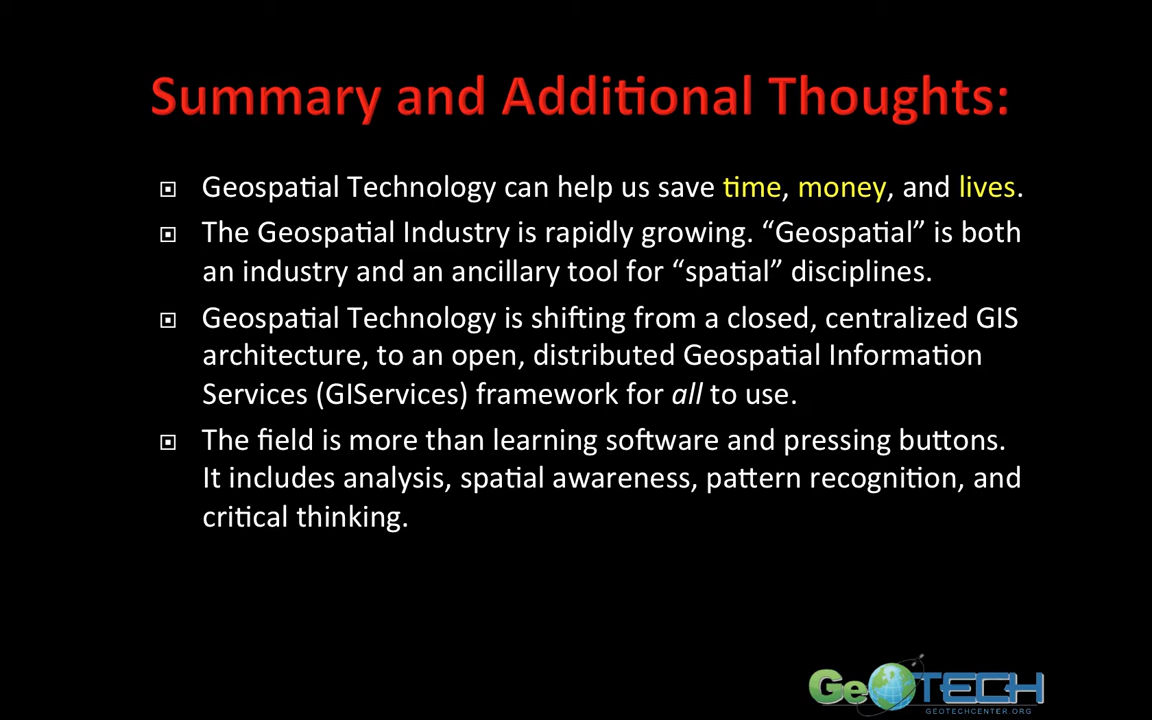 Summary and Additional Thoughts:
Geospatial Technology can help us save time, money, and lives.
The Geospatial Industry is rapidly growing. “Geospatial” is both
an industry and an ancillary tool for “spatial” disciplines.
Geospatial Technology is shifting from a closed, centralized GIS
architecture, to an open, distributed Geospatial Information
Services (GIServices) framework for all to use.
The field is more than learning software and pressing buttons.
It includes analysis, spatial awareness, pattern recognition, and
critical thinking.
GeoTECH
GEOTECHCENTER.ORG